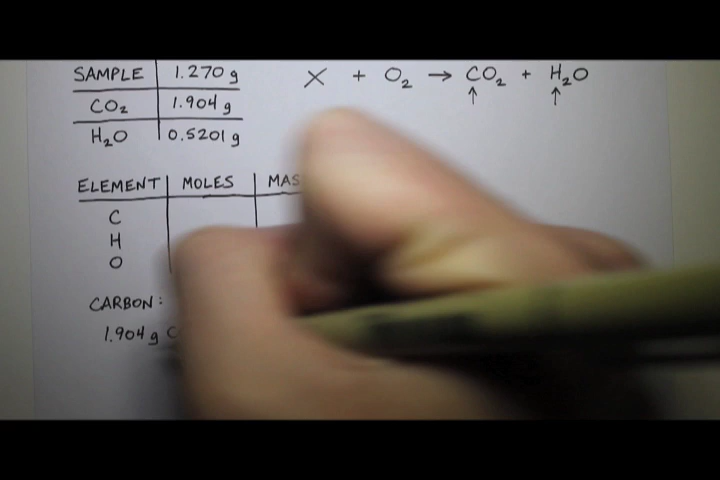 SAMPLE 1.270 g X + O₂ → CO₂ + H₂O
CO₂ 1.904 g ↑ ↑
H₂O 0.5201 g
ELEMENT MOLES
C
H
O
CARBON:
1.904 g